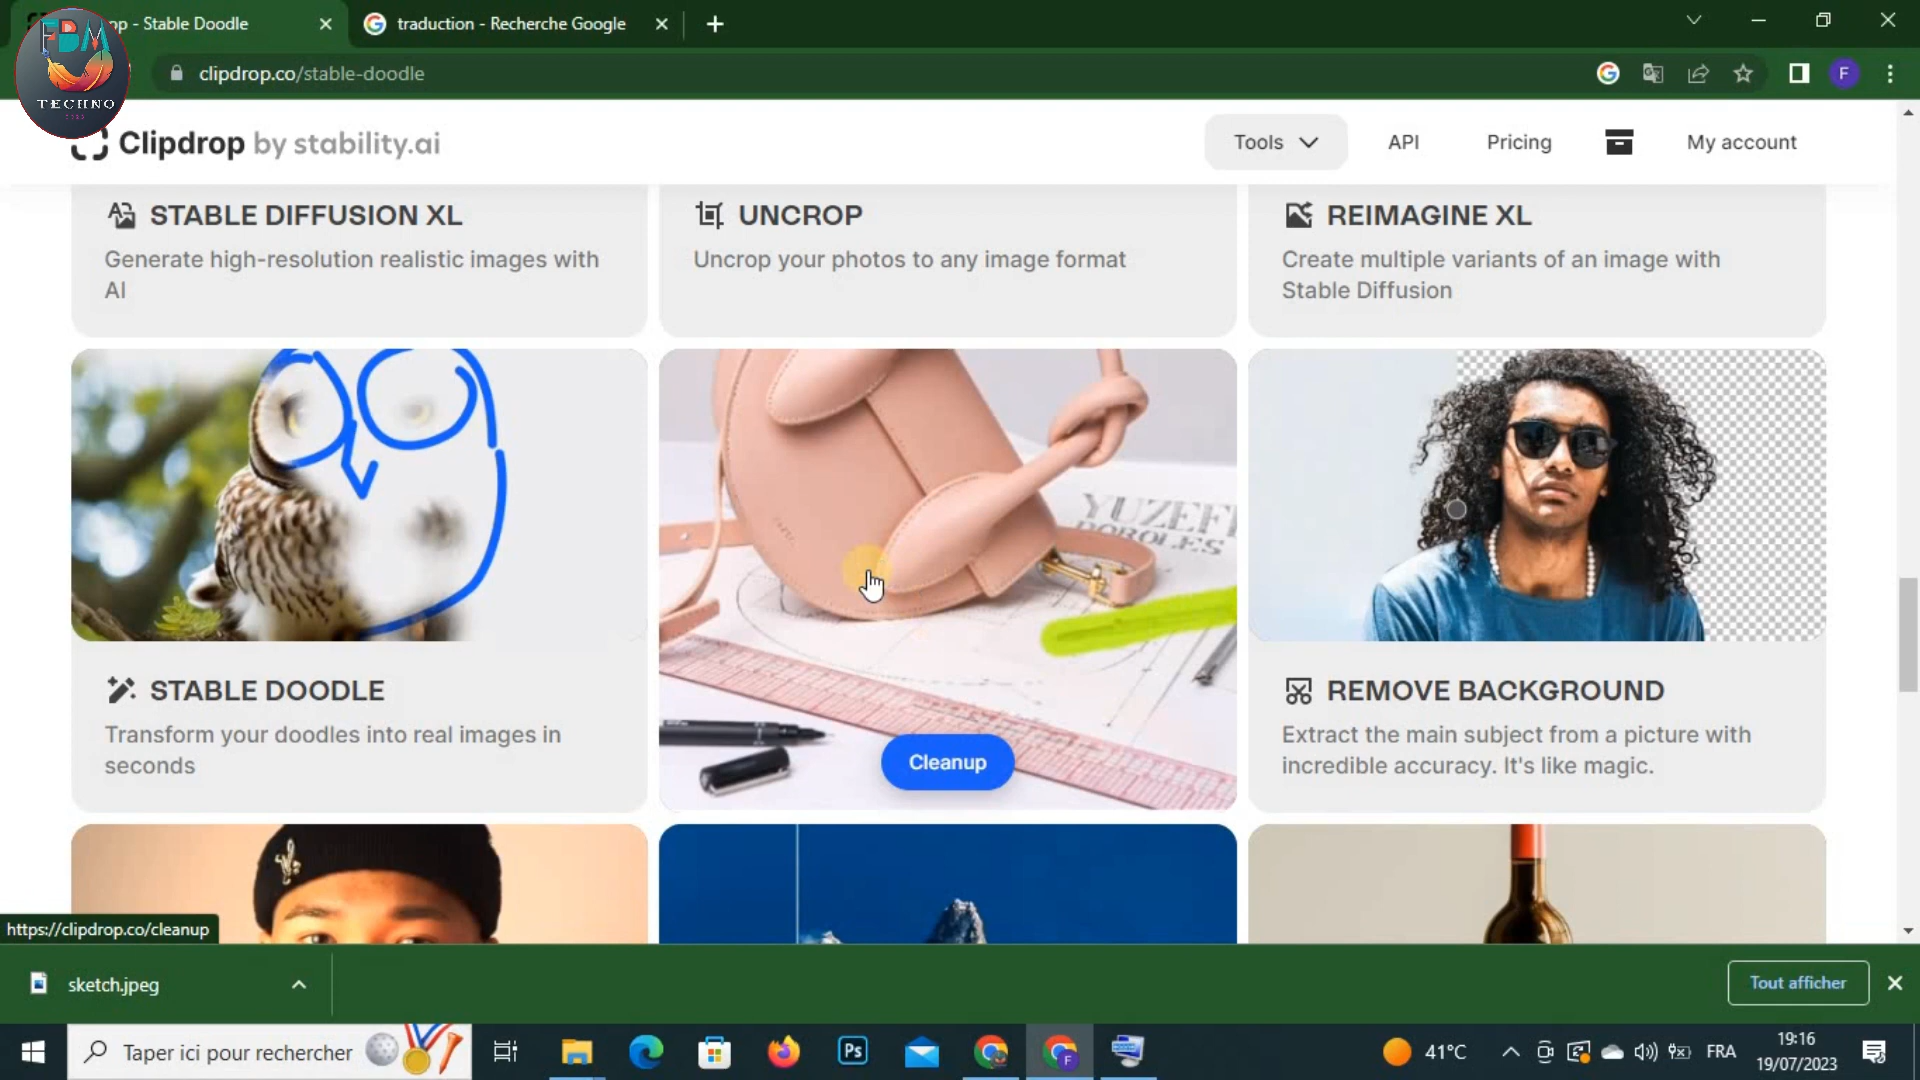 op - Stable Doodle
traduction - Recherche Google
clipdrop.co/stable-doodle
FBM
TECHNO
Clipdrop by stability.ai
Tools
API
Pricing
My account
STABLE DIFFUSION XL
Generate high-resolution realistic images with
AI
UNCROP
Uncrop your photos to any image format
REIMAGINE XL
Create multiple variants of an image with
Stable Diffusion
STABLE DOODLE
Transform your doodles into real images in
seconds
Cleanup
REMOVE BACKGROUND
Extract the main subject from a picture with
incredible accuracy. It's like magic.
https://clipdrop.co/cleanup
sketch.jpeg
Tout afficher
Taper ici pour rechercher
Ps
F
41°C
FRA
19:16
19/07/2023